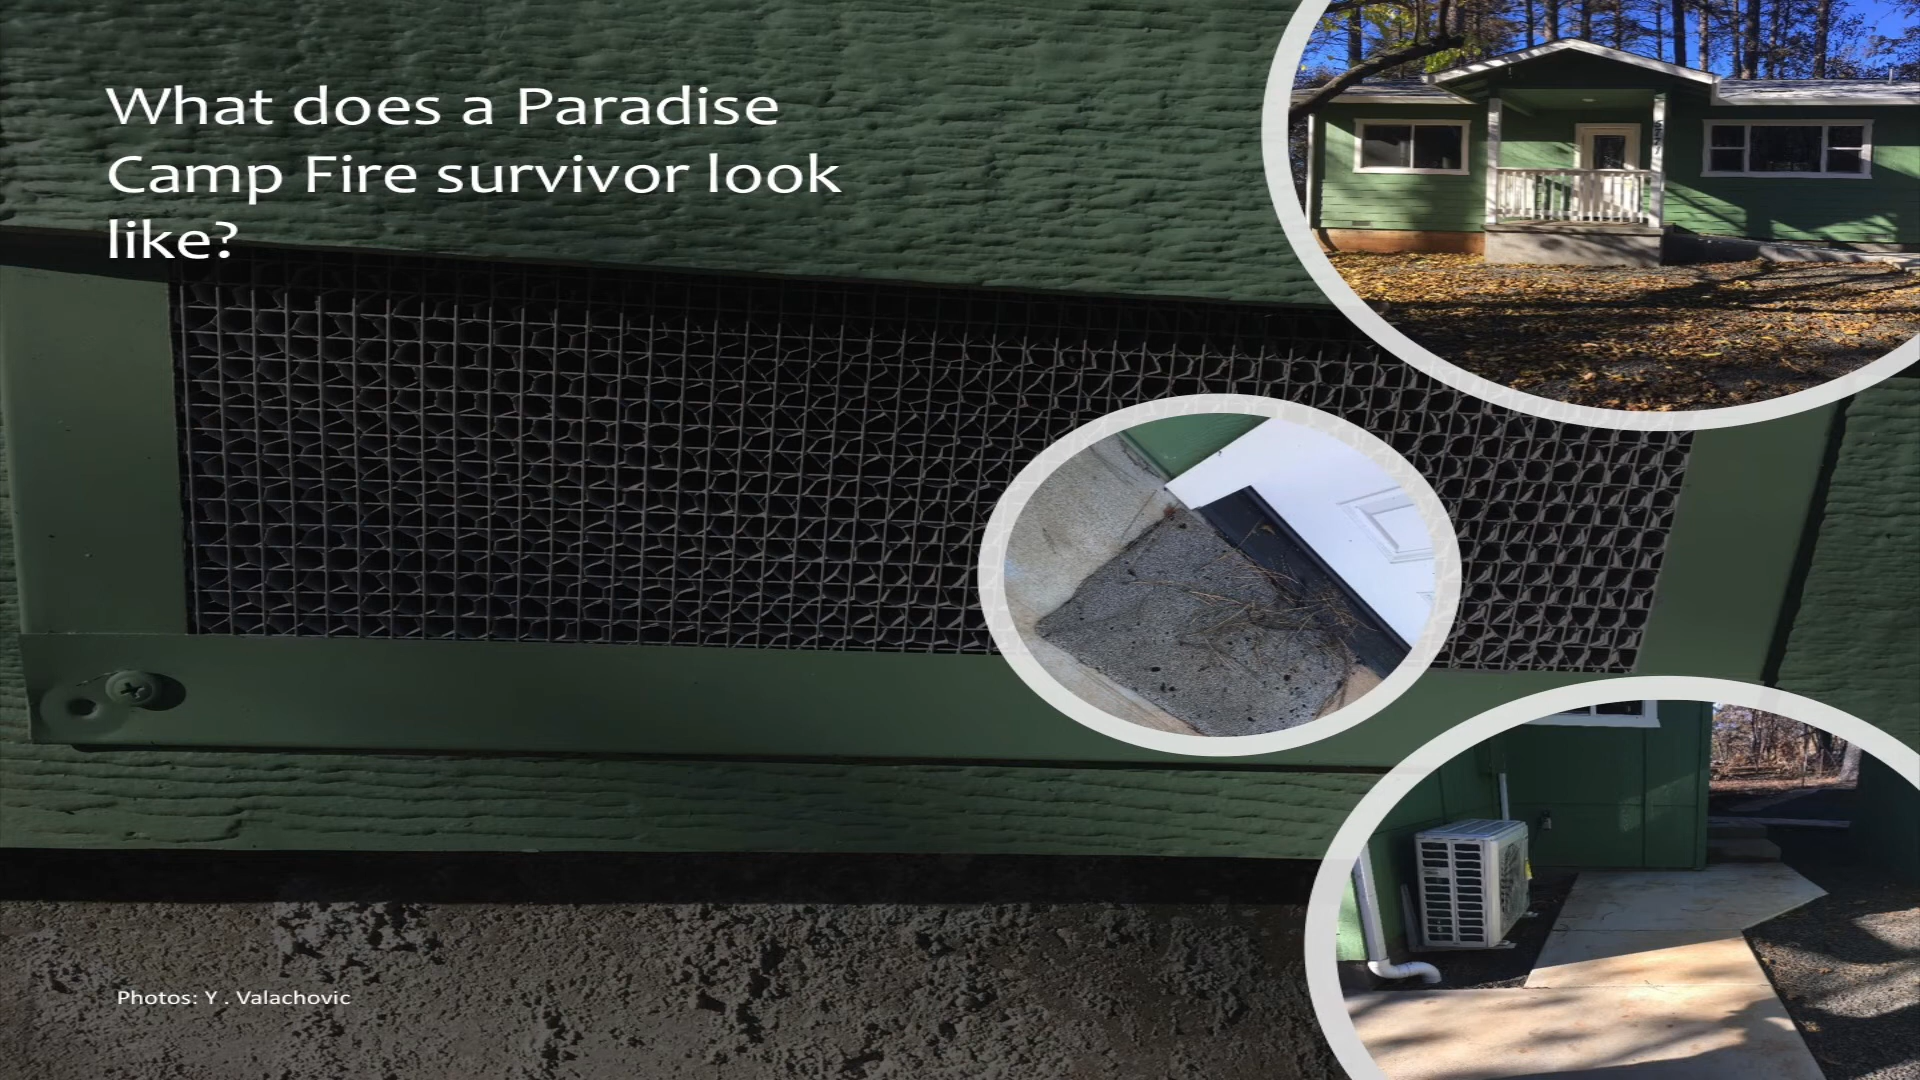 What does a Paradise
Camp Fire survivor look
like?
Photos: Y . Valachovic